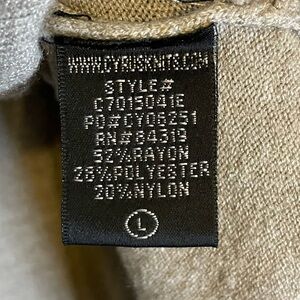 WWW.CYRUSKNITS.COM
STYLE#
C7015041E
PO#CY06251
RN#84319
52%RAYON
28%POLYESTER
20%NYLON
L